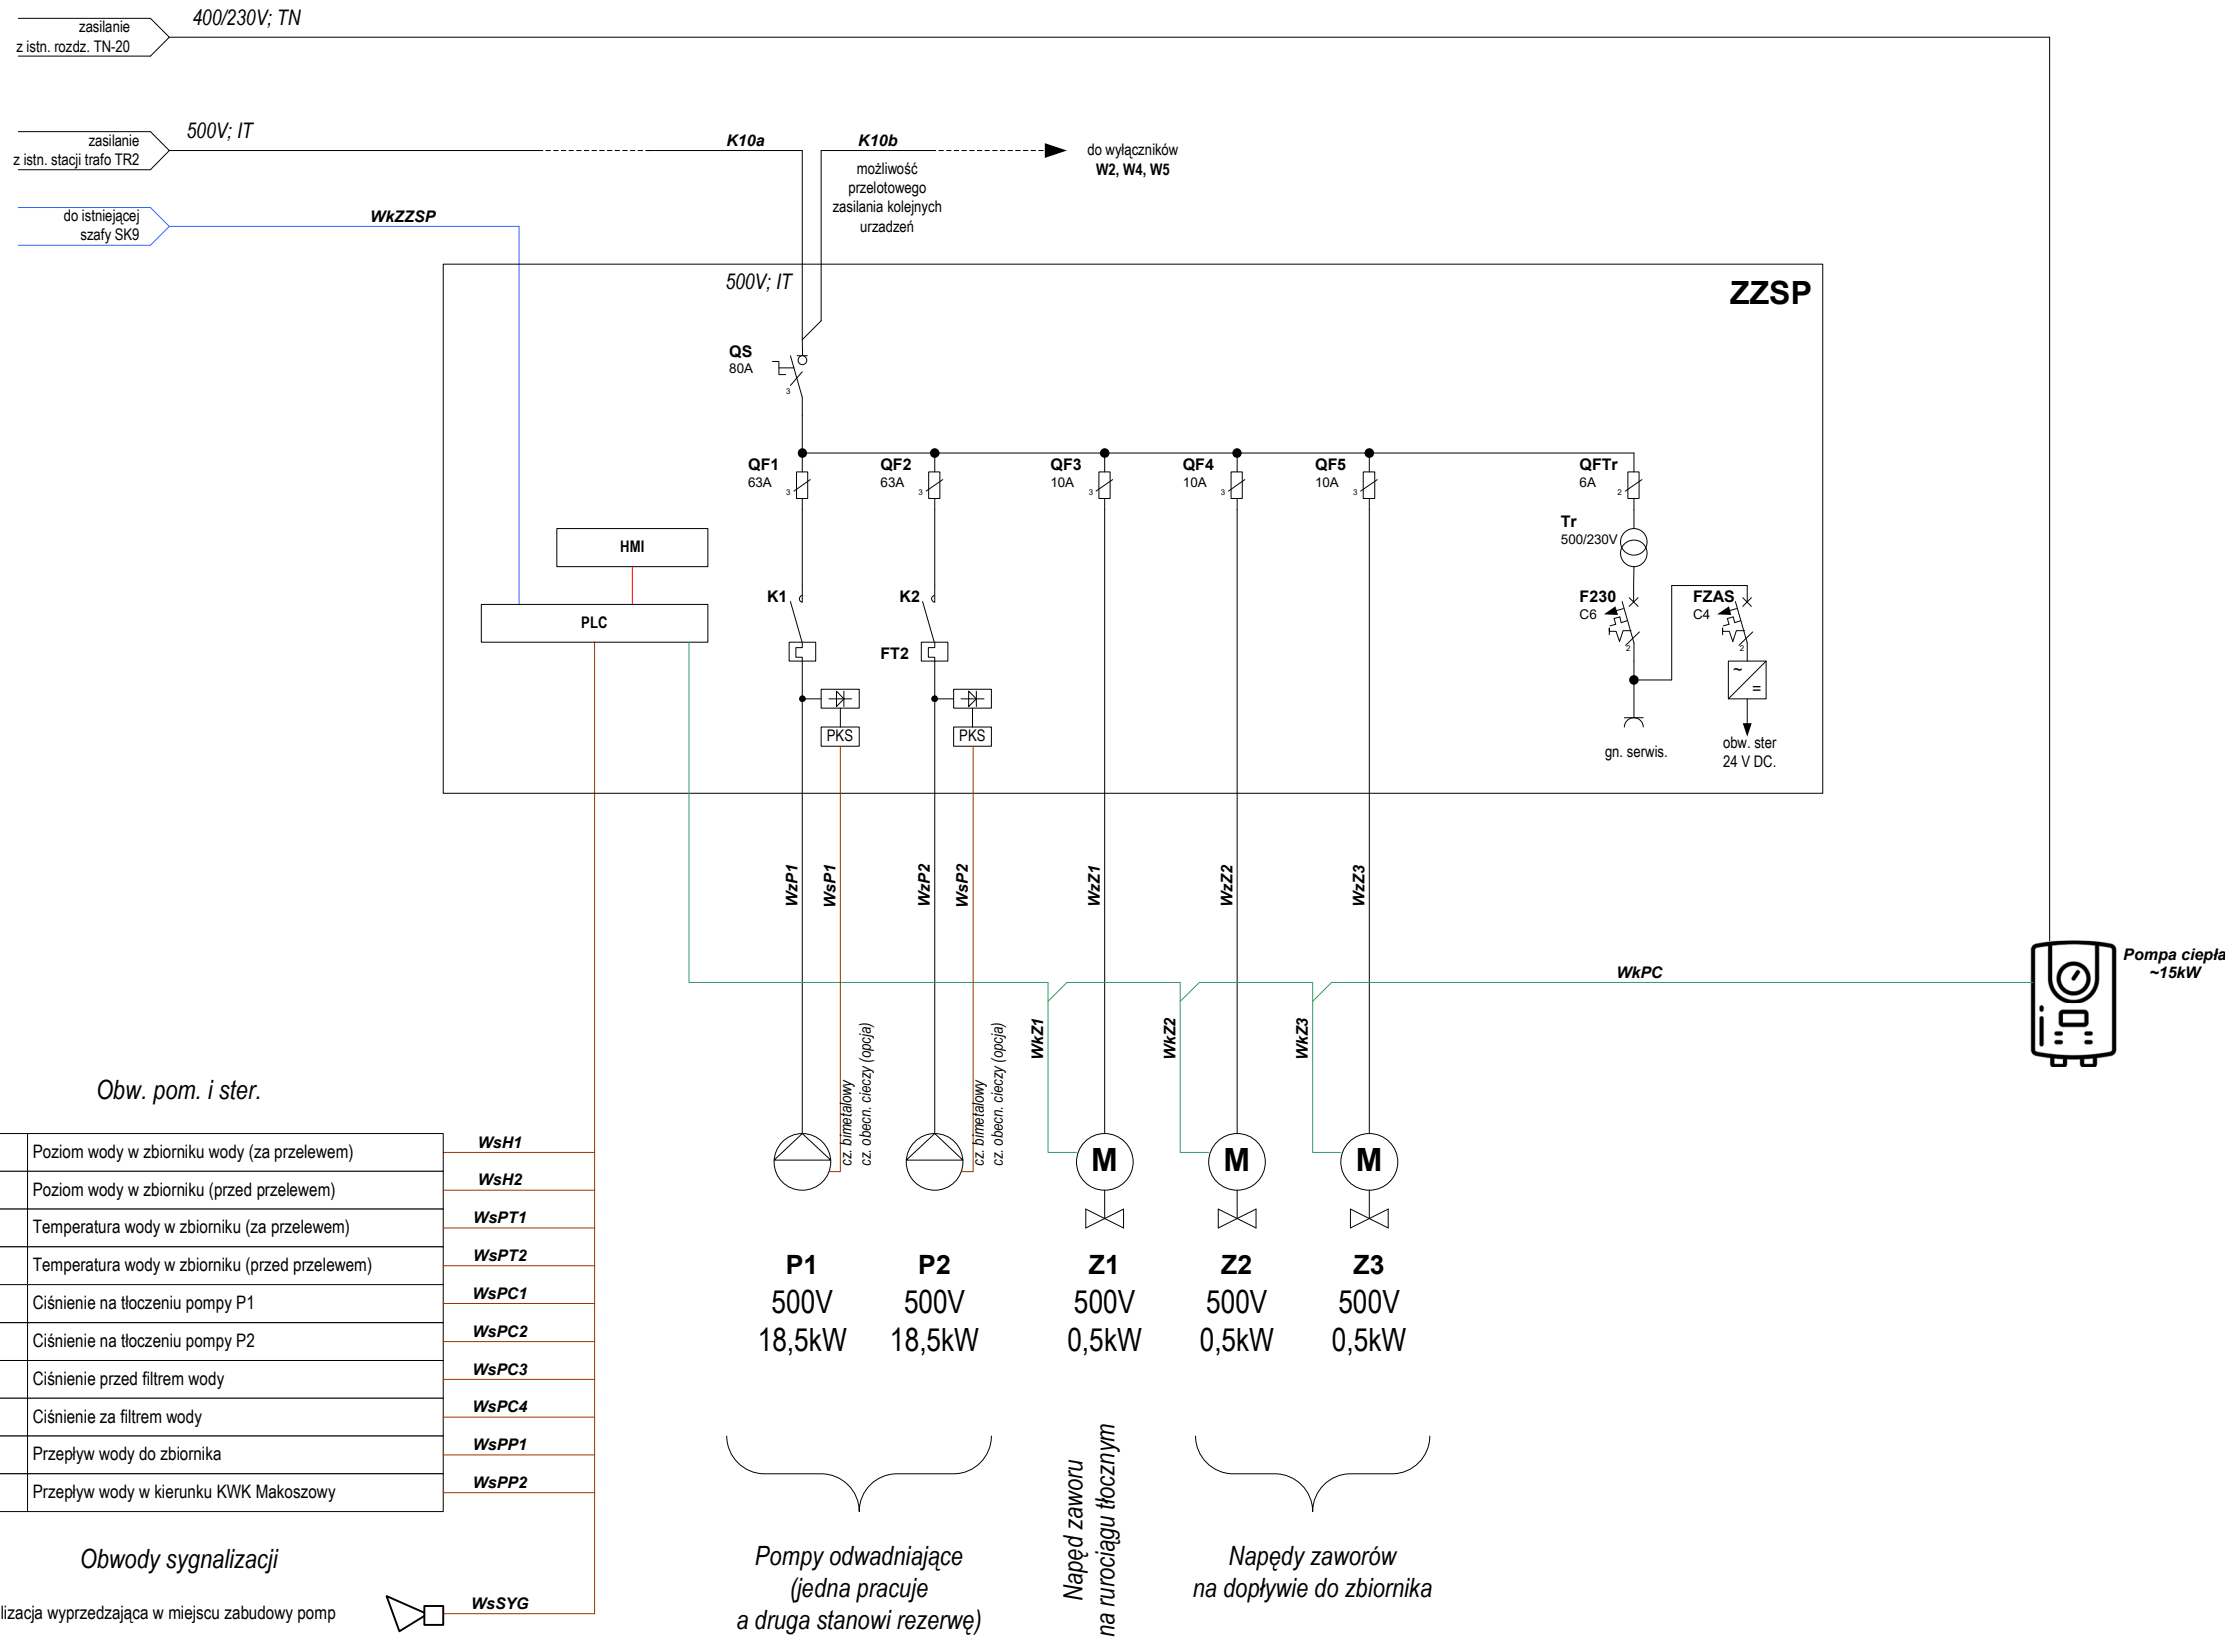 400/230V; TN
zasilanie
z istn. rozdz. TN-20
500V; IT
zasilanie
z istn. stacji trafo TR2
K10a
K10b
do wyłączników
W2, W4, W5
możliwość
przelotowego
zasilania kolejnych
urzadzeń
do istniejącej
szafy SK9
WkZZSP
500V; IT
ZZSP
QS
80A
3
QF1
63A
3
QF2
63A
3
QF3
10A
3
QF4
10A
3
QF5
10A
3
QFTr
6A
2
Tr
500/230V
HMI
PLC
K1
K2
FT2
F230
C6
2
FZAS
C4
2
~
=
PKS
PKS
gn. serwis.
obw. ster
24 V DC.
WzP1
WsP1
WzP2
WsP2
WzZ1
WzZ2
WzZ3
WkPC
Pompa ciepła
~15kW
WkZ1
WkZ2
WkZ3
cz. bimetalowy
cz. obecn. cieczy (opcja)
cz. bimetalowy
cz. obecn. cieczy (opcja)
M
M
M
P1
500V
18,5kW
P2
500V
18,5kW
Z1
500V
0,5kW
Z2
500V
0,5kW
Z3
500V
0,5kW
Obw. pom. i ster.
Poziom wody w zbiorniku wody (za przelewem)
WsH1
Poziom wody w zbiorniku (przed przelewem)
WsH2
Temperatura wody w zbiorniku (za przelewem)
WsPT1
Temperatura wody w zbiorniku (przed przelewem)
WsPT2
Ciśnienie na tłoczeniu pompy P1
WsPC1
Ciśnienie na tłoczeniu pompy P2
WsPC2
Ciśnienie przed filtrem wody
WsPC3
Ciśnienie za filtrem wody
WsPC4
Przepływ wody do zbiornika
WsPP1
Przepływ wody w kierunku KWK Makoszowy
WsPP2
Obwody sygnalizacji
lizacja wyprzedzająca w miejscu zabudowy pomp
WsSYG
Pompy odwadniające
(jedna pracuje
a druga stanowi rezerwę)
Napęd zaworu
na rurociągu tłocznym
Napędy zaworów
na dopływie do zbiornika